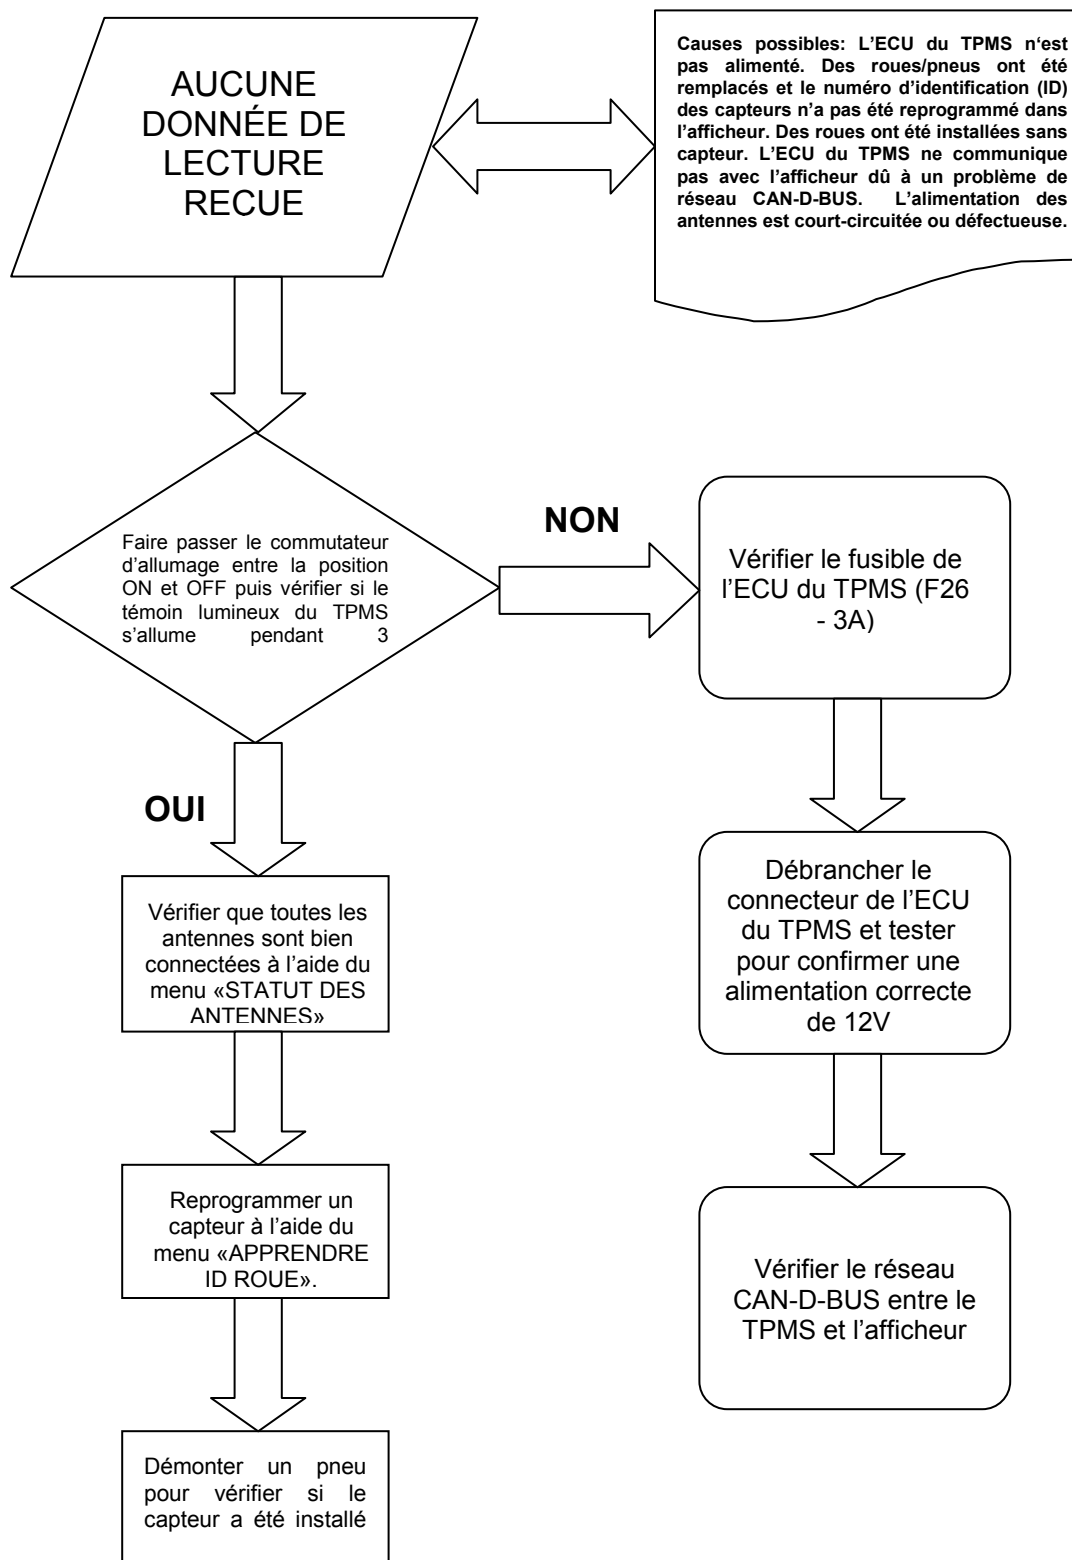 AUCUNE
DONNÉE DE
LECTURE
RECUE
Causes possibles: L’ECU du TPMS n‘est
pas alimenté. Des roues/pneus ont été
remplacés et le numéro d’identification (ID)
des capteurs n’a pas été reprogrammé dans
l’afficheur. Des roues ont été installées sans
capteur. L’ECU du TPMS ne communique
pas avec l’afficheur dû à un problème de
réseau CAN-D-BUS. L’alimentation des
antennes est court-circuitée ou défectueuse.
Faire passer le commutateur
d’allumage entre la position
ON et OFF puis vérifier si le
témoin lumineux du TPMS
s’allume pendant 3
NON
Vérifier le fusible de
l’ECU du TPMS (F26
- 3A)
OUI
Vérifier que toutes les
antennes sont bien
connectées à l’aide du
menu «STATUT DES
ANTENNES»
Débrancher le
connecteur de l’ECU
du TPMS et tester
pour confirmer une
alimentation correcte
de 12V
Reprogrammer un
capteur à l’aide du
menu «APPRENDRE
ID ROUE».
Vérifier le réseau
CAN-D-BUS entre le
TPMS et l’afficheur
Démonter un pneu
pour vérifier si le
capteur a été installé